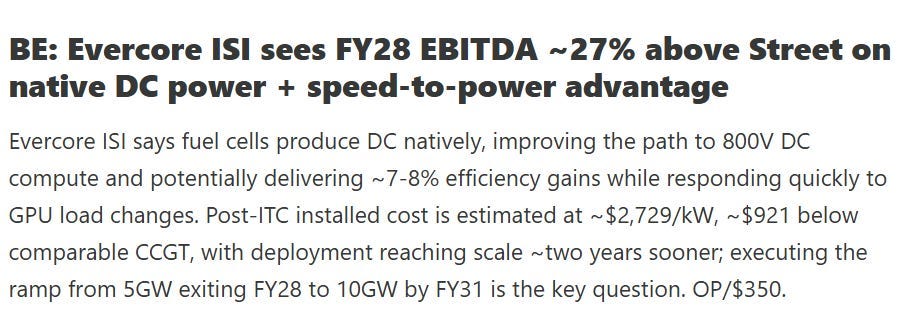 BE: Evercore ISI sees FY28 EBITDA ~27% above Street on
native DC power + speed-to-power advantage
Evercore ISI says fuel cells produce DC natively, improving the path to 800V DC
compute and potentially delivering ~7-8% efficiency gains while responding quickly to
GPU load changes. Post-ITC installed cost is estimated at ~$2,729/kW, ~$921 below
comparable CCGT, with deployment reaching scale ~two years sooner; executing the
ramp from 5GW exiting FY28 to 10GW by FY31 is the key question. OP/$350.